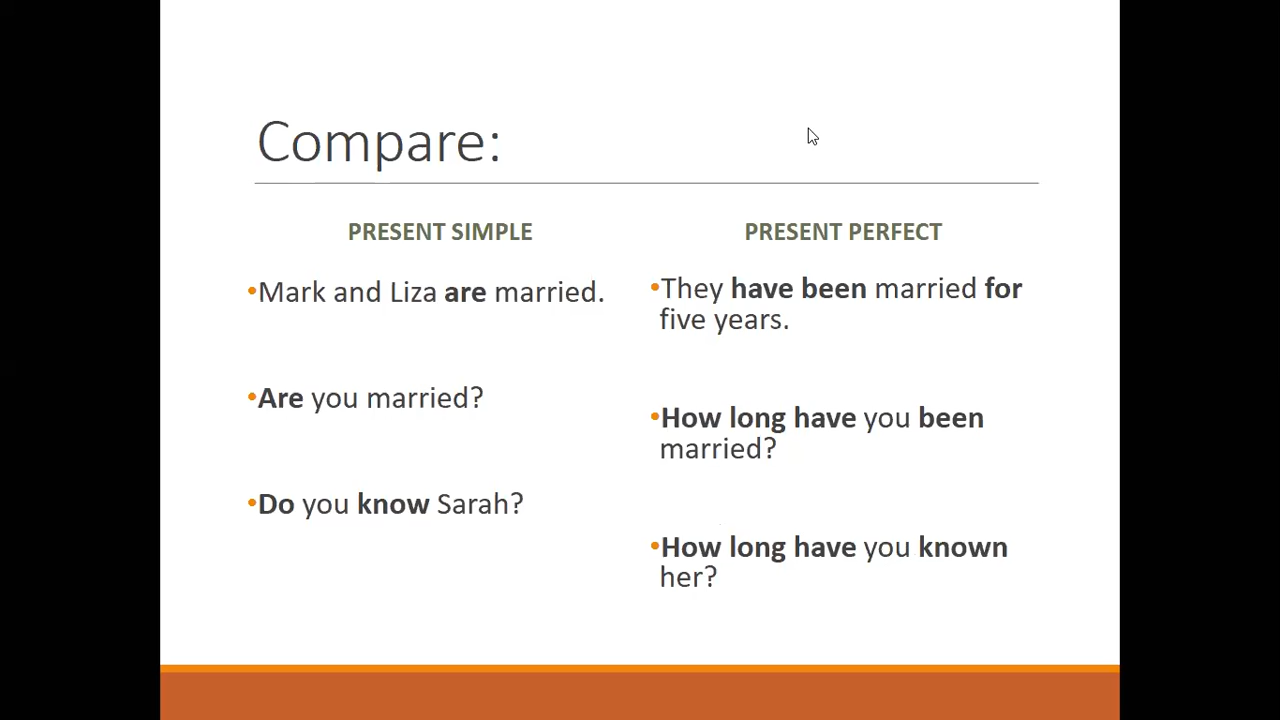 Compare:
PRESENT SIMPLE
•Mark and Liza are married.
•Are you married?
•Do you know Sarah?
PRESENT PERFECT
•They have been married for
five years.
•How long have you been
married?
•How long have you known
her?